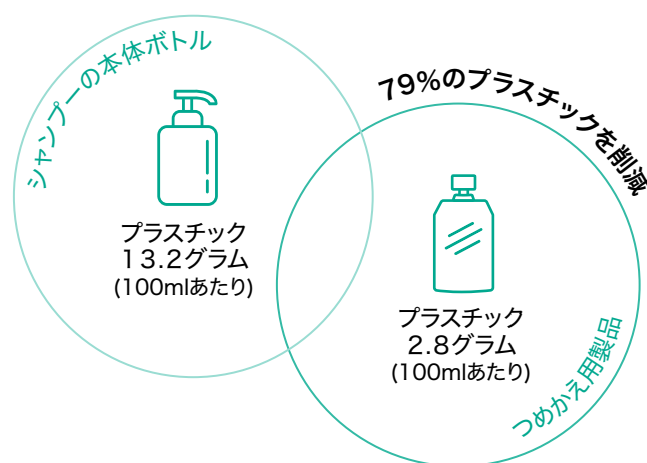 シャンプーの本体ボトル
プラスチック
13.2グラム
(100mlあたり)
79%のプラスチックを削減
プラスチック
2.8グラム
(100mlあたり)
つめかえ用製品